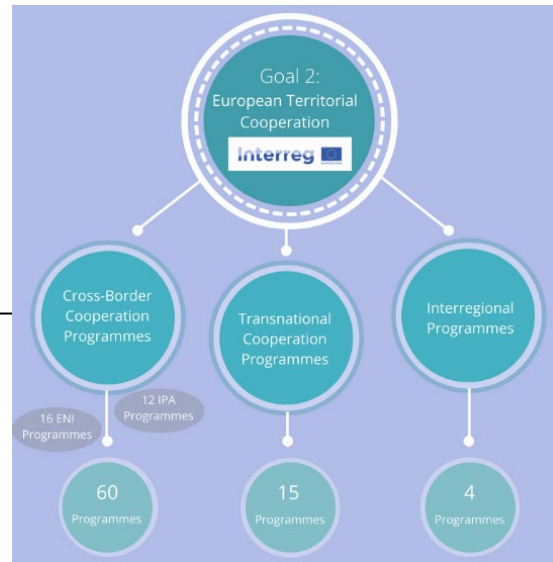 Goal 2:
European Territorial
Cooperation
Interreg
Cross-Border
Cooperation
Programmes
Transnational
Cooperation
Programmes
Interregional
Programmes
16 ENI
Programmes
12 IPA
Programmes
60
Programmes
15
Programmes
4
Programmes